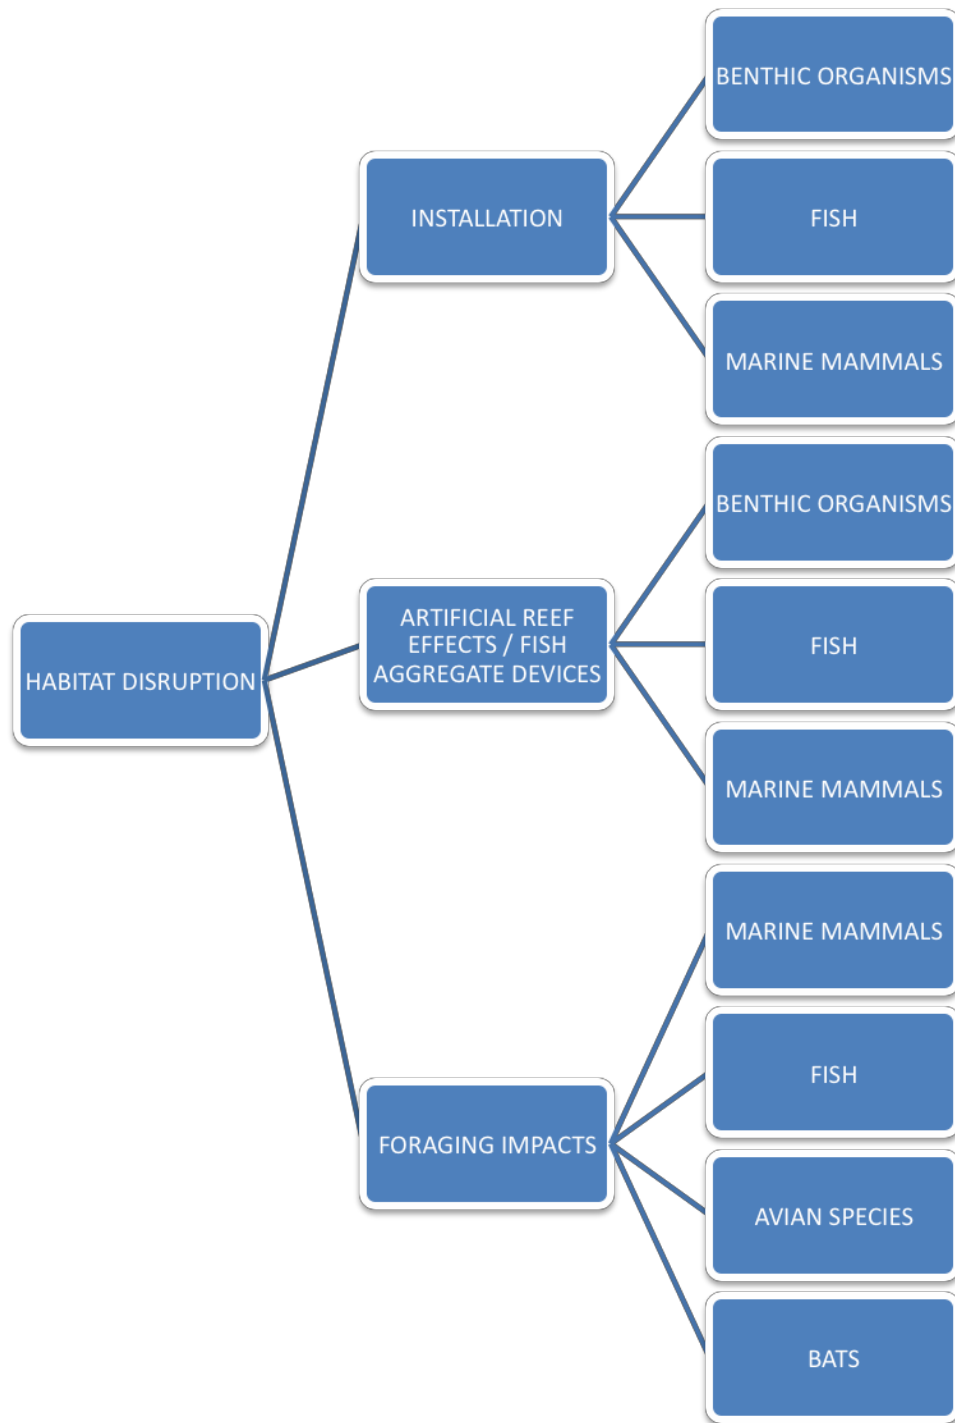 HABITAT DISRUPTION
INSTALLATION
BENTHIC ORGANISMS
FISH
MARINE MAMMALS
ARTIFICIAL REEF
EFFECTS / FISH
AGGREGATE DEVICES
BENTHIC ORGANISMS
FISH
MARINE MAMMALS
FORAGING IMPACTS
MARINE MAMMALS
FISH
AVIAN SPECIES
BATS